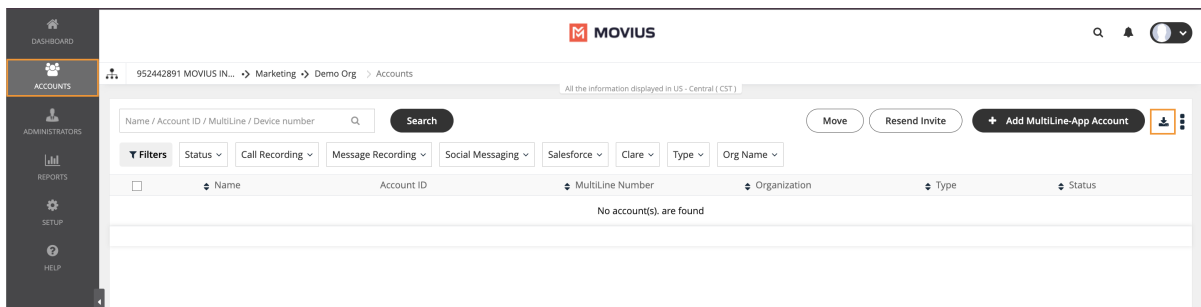 MOVIUS
DASHBOARD
ACCOUNTS
ADMINISTRATORS
REPORTS
SETUP
HELP
952442891 MOVIUS IN... Marketing Demo Org > Accounts
All the information displayed in US - Central ( CST )
Name / Account ID / MultiLine / Device number Search Move Resend Invite + Add MultiLine-App Account
Filters Status Call Recording Message Recording Social Messaging Salesforce Clare Type Org Name
Name Account ID MultiLine Number Organization Type Status
No account(s). are found